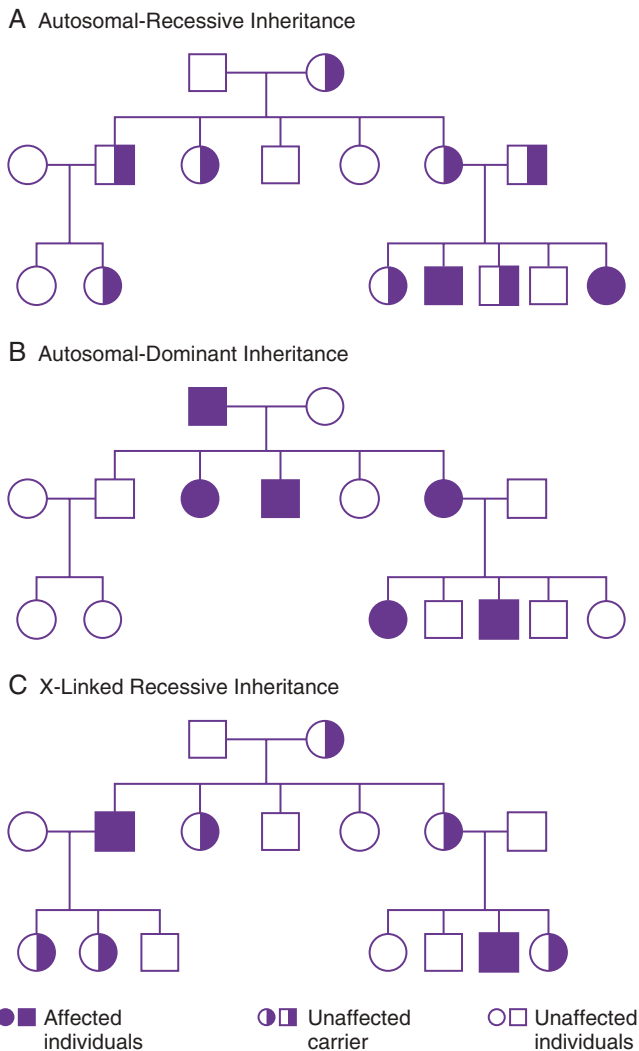 A Autosomal-Recessive Inheritance
B Autosomal-Dominant Inheritance
C X-Linked Recessive Inheritance
Affected individuals
Unaffected carrier
Unaffected individuals